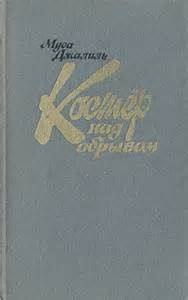 Муса
Джалиль
Костёр
над
обрывом